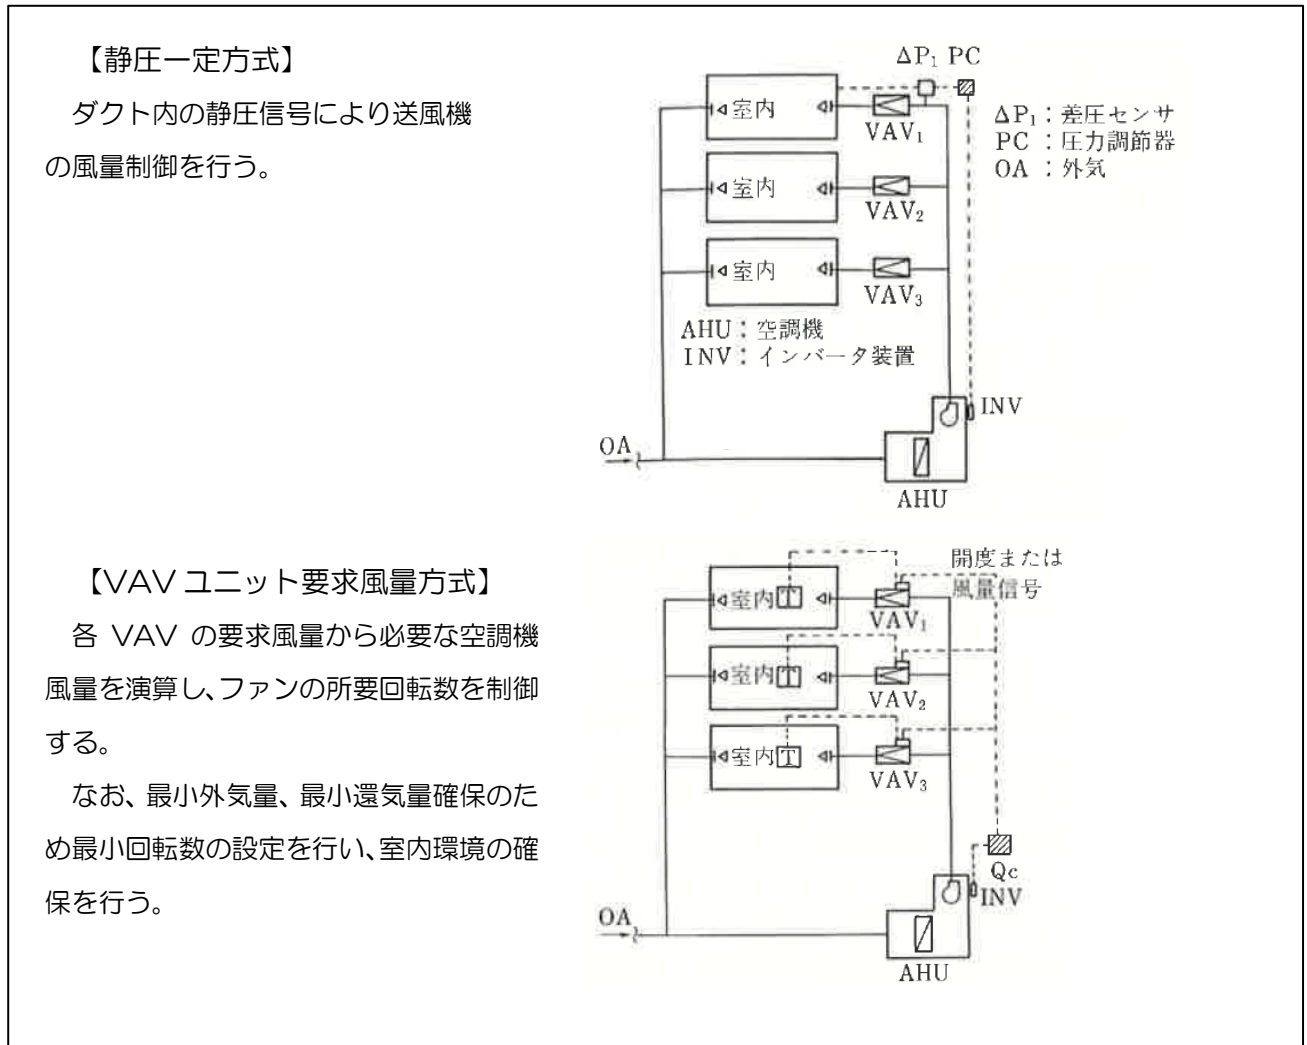 【静圧一定方式】
ダクト内の静圧信号により送風機
の風量制御を行う。
ΔP₁ PC
室内
VAV₁
ΔP₁：差圧センサ
PC ：圧力調節器
OA ：外気
室内
VAV₂
室内
VAV₃
AHU：空調機
INV：インバータ装置
INV
OA
AHU
【VAV ユニット要求風量方式】
各 VAV の要求風量から必要な空調機
風量を演算し、ファンの所要回転数を制御
する。
なお、最小外気量、最小還気量確保のた
め最小回転数の設定を行い、室内環境の確
保を行う。
開度または
風量信号
室内 T
VAV₁
室内 T
VAV₂
室内 T
VAV₃
Qc
INV
OA
AHU